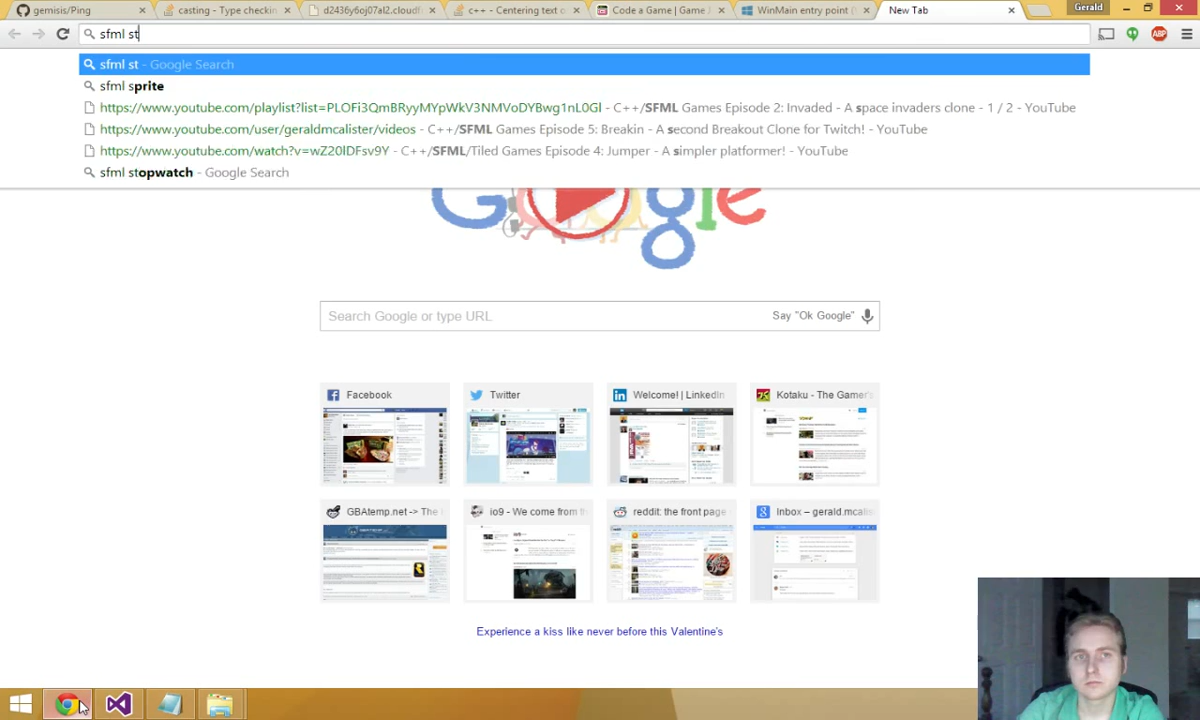 gemisis/Ping
casting - Type checkin
d2436y6oj07al2.cloudf
c++ - Centering text o
Code a Game | Game J
WinMain entry point (
New Tab
Gerald
sfml st
sfml st - Google Search
sfml sprite
https://www.youtube.com/playlist?list=PLOFi3QmBRyyMYpWkV3NMVoDYBwg1nL0Gl - C++/SFML Games Episode 2: Invaded - A space invaders clone - 1 / 2 - YouTube
https://www.youtube.com/user/geraldmcalister/videos - C++/SFML Games Episode 5: Breakin - A second Breakout Clone for Twitch! - YouTube
https://www.youtube.com/watch?v=wZ20lDFsv9Y - C++/SFML/Tiled Games Episode 4: Jumper - A simpler platformer! - YouTube
sfml stopwatch - Google Search
Google
Search Google or type URL
Say "Ok Google"
Facebook
Twitter
Welcome! | LinkedIn
Kotaku - The Gamer's
GBAtemp.net -> The
io9 - We come from th
reddit: the front page
Inbox – gerald.mcalis
Experience a kiss like never before this Valentine's